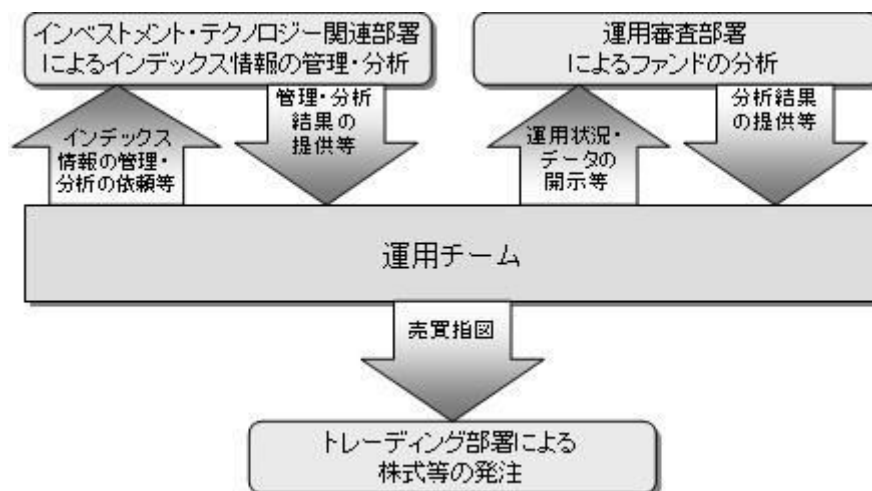 インベストメント・テクノロジー関連部署
によるインデックス情報の管理・分析
運用審査部署
によるファンドの分析
インデックス
情報の管理・
分析の依頼等
管理・分析
結果の
提供等
運用状況・
データの
開示等
分析結果
の提供等
運用チーム
売買指図
トレーディング部署による
株式等の発注